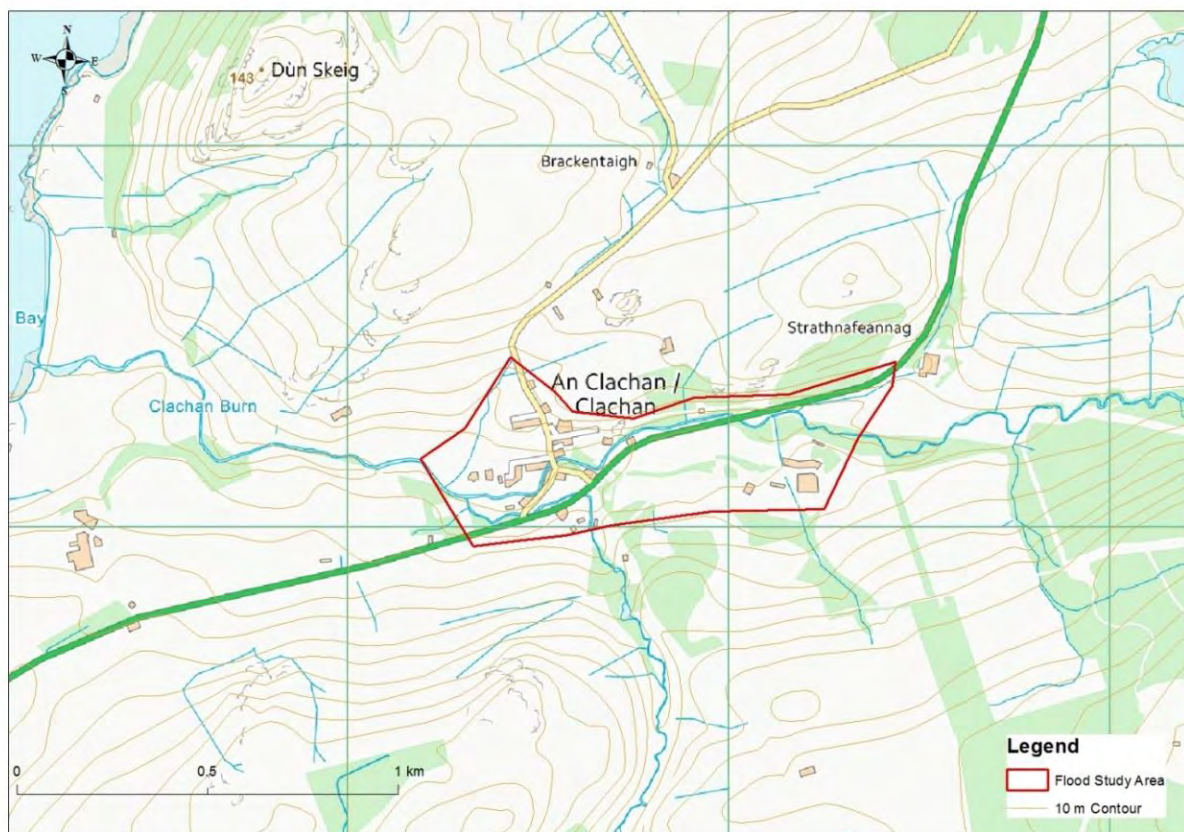 N
W E
S
143 Dùn Skeig
Brackentaigh
Strathnafeannag
Bay
An Clachan /
Clachan
Clachan Burn
Legend
Flood Study Area
10 m Contour
0 0.5 1 km